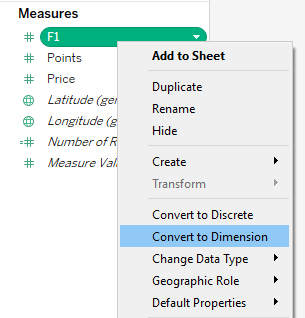 Measures
F1
Points
Price
Latitude (gen
Longitude (g
Number of R
Measure Valu
Add to Sheet
Duplicate
Rename
Hide
Create
Transform
Convert to Discrete
Convert to Dimension
Change Data Type
Geographic Role
Default Properties